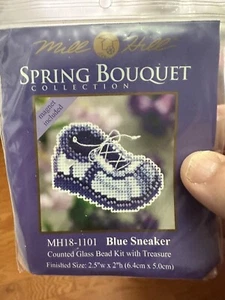 Mill Hill
SPRING BOUQUET
COLLECTION
magnet
included
MH18-1101 Blue Sneaker
Counted Glass Bead Kit with Treasure
Finished Size: 2.5"w x 2"h (6.4cm x 5.0cm)